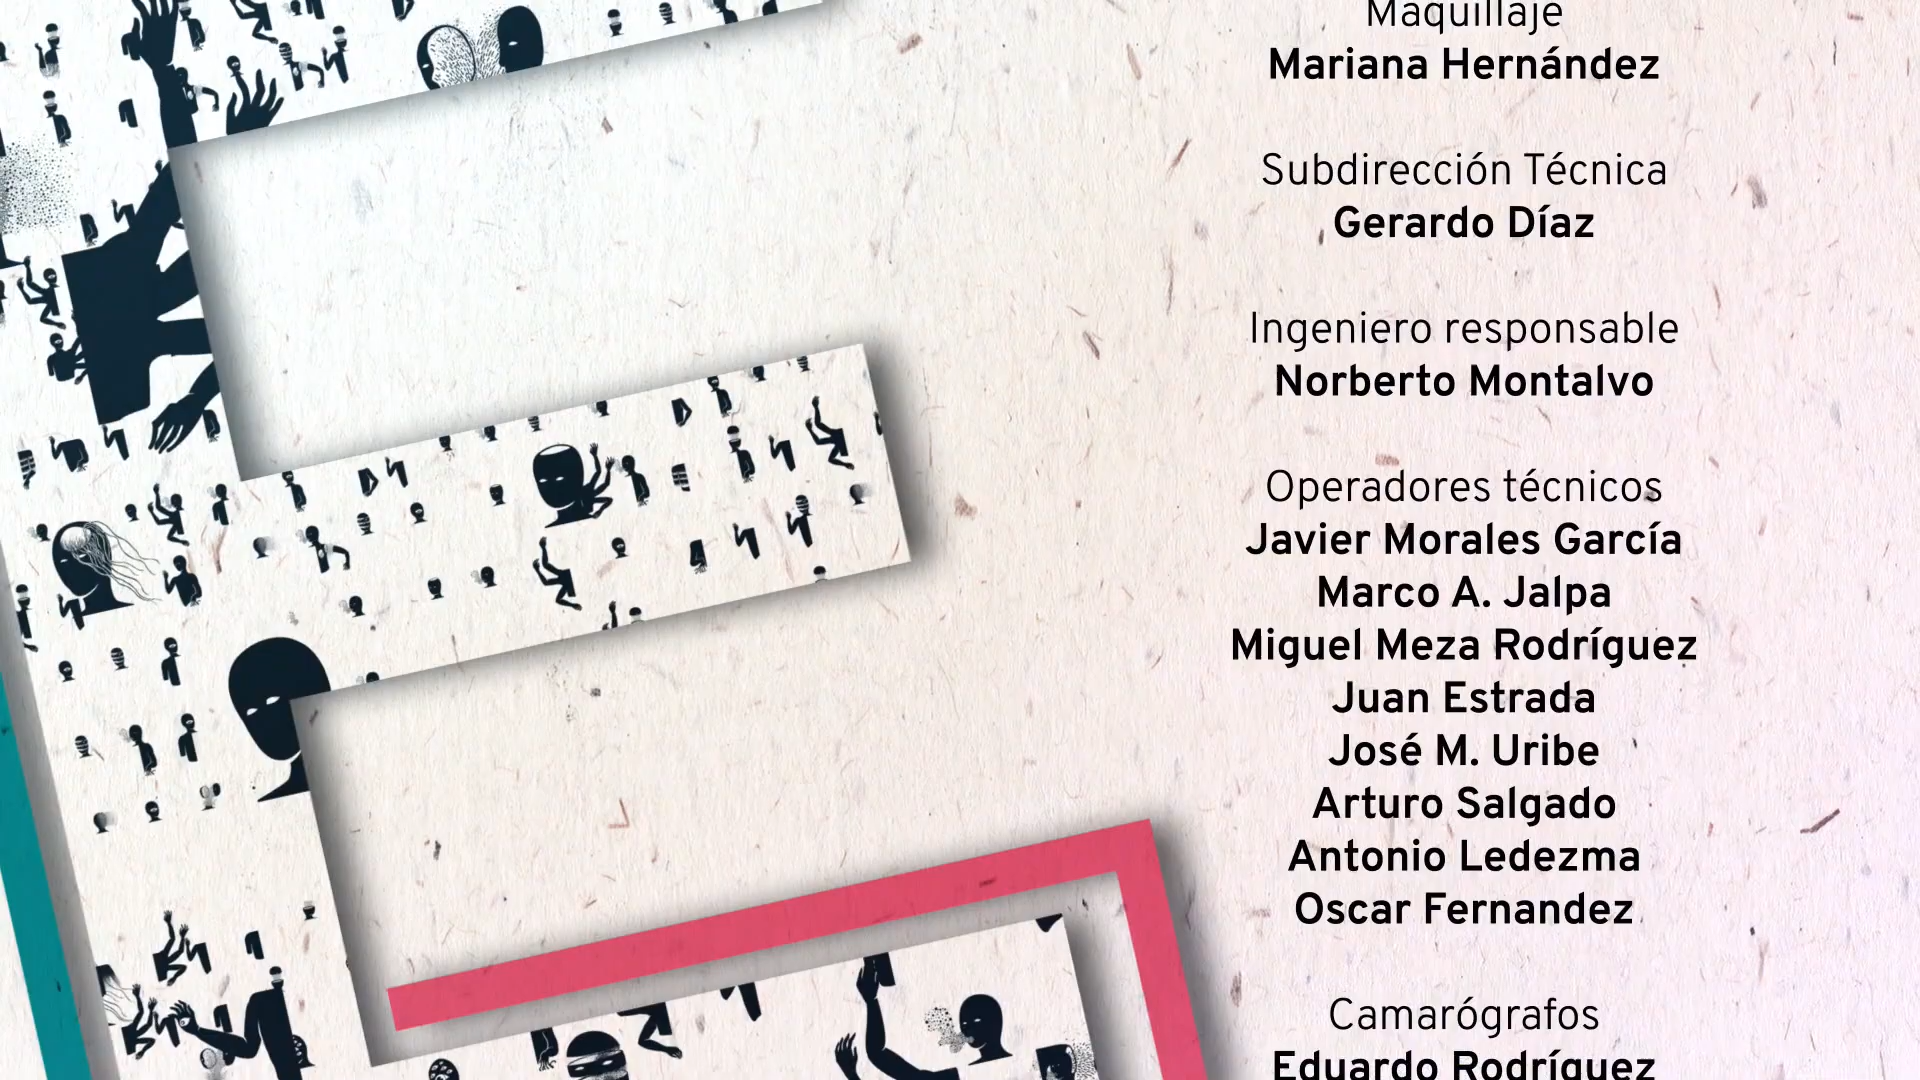 Maquillaje
Mariana Hernández
Subdirección Técnica
Gerardo Díaz
Ingeniero responsable
Norberto Montalvo
Operadores técnicos
Javier Morales García
Marco A. Jalpa
Miguel Meza Rodríguez
Juan Estrada
José M. Uribe
Arturo Salgado
Antonio Ledezma
Oscar Fernandez
Camarógrafos
Eduardo Rodríguez